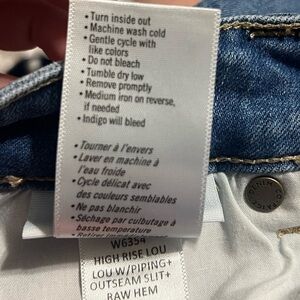 • Turn inside out
• Machine wash cold
• Gentle cycle with
like colors
• Do not bleach
• Tumble dry low
• Remove promptly
• Medium iron on reverse,
if needed
• Indigo will bleed
• Tourner à l'envers
• Laver en machine à
l'eau froide
• Cycle délicat avec
des couleurs semblables
• Ne pas blanchir
• Séchage par culbutage à
basse temperature
W6354
HIGH RISE LOU
LOU W/PIPING+
OUTSEAM SLIT+
RAW HEM